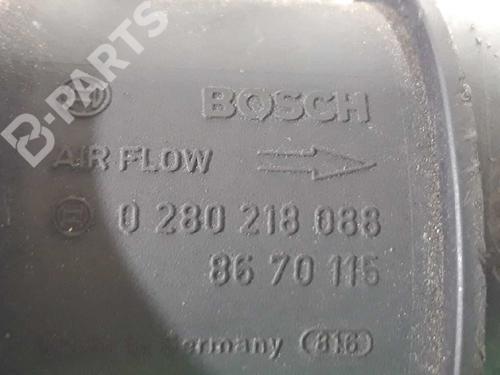 B-PARTS
BOSCH
AIR FLOW
0 280 218 088
86 70 115
Germany 816